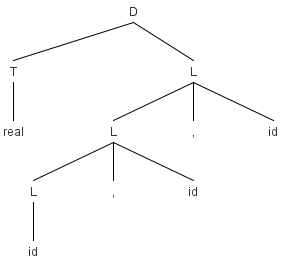 D
T L
real L , id
L , id
id